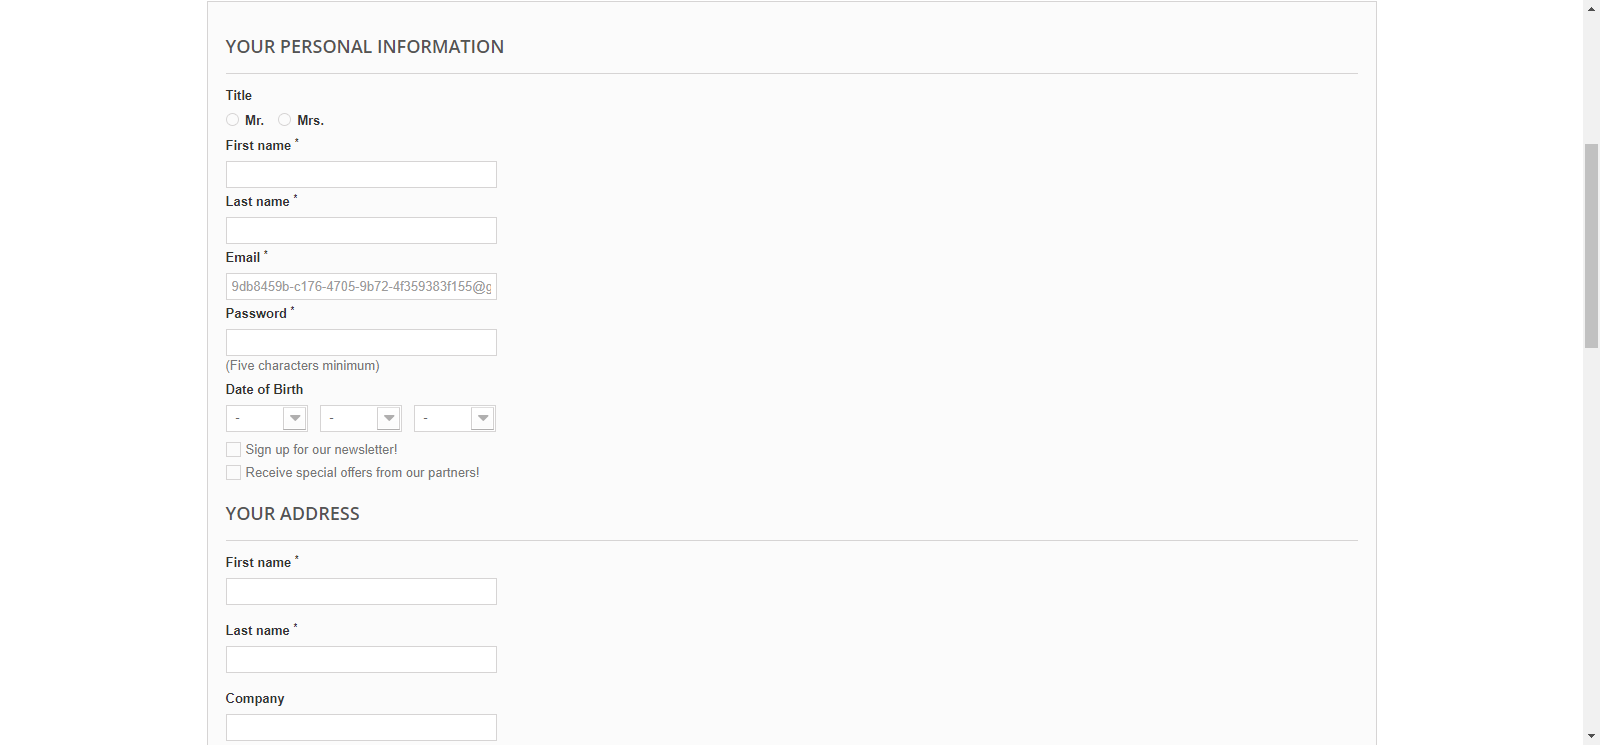 YOUR PERSONAL INFORMATION
Title
Mr. Mrs.
First name *
Last name *
Email *
9db8459b-c176-4705-9b72-4f359383f155@g
Password *
(Five characters minimum)
Date of Birth
- - -
Sign up for our newsletter!
Receive special offers from our partners!
YOUR ADDRESS
First name *
Last name *
Company